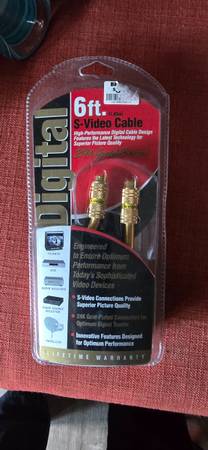 Digital
6ft.
S-Video Cable
High-Performance Digital Cable Design
Features the Latest Technology for
Superior Picture Quality
Engineered
to Ensure Optimum
Performance from
Today's Sophisticated
Video Devices
S-Video Connections Provide
Superior Picture Quality
24K Gold-Plated Connectors for
Optimum Digital Transfer
Innovative Features Designed
for Optimum Performance
LIFETIME WARRANTY